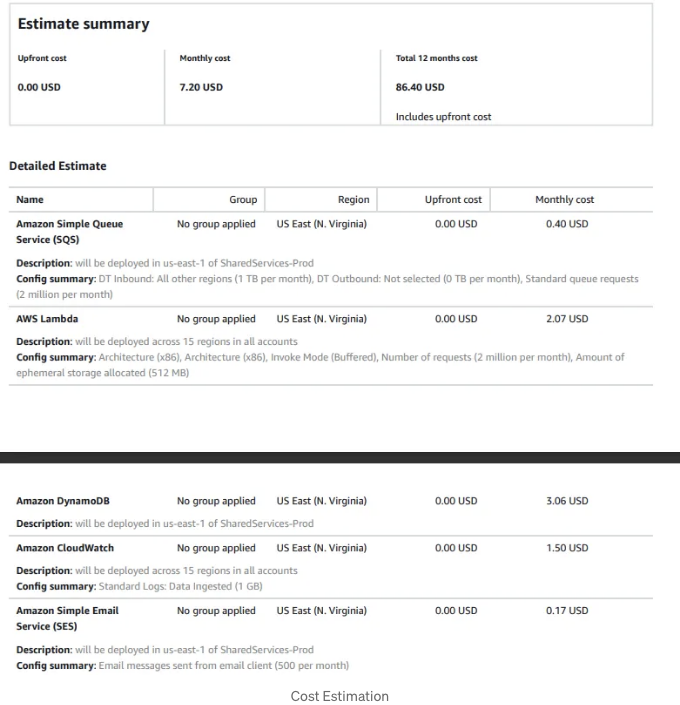 Estimate summary
Upfront cost Monthly cost Total 12 months cost
0.00 USD 7.20 USD 86.40 USD
Includes upfront cost
Detailed Estimate
Name Group Region Upfront cost Monthly cost
Amazon Simple Queue No group applied US East (N. Virginia) 0.00 USD 0.40 USD
Service (SQS)
Description: will be deployed in us-east-1 of SharedServices-Prod
Config summary: DT Inbound: All other regions (1 TB per month), DT Outbound: Not selected (0 TB per month), Standard queue requests
(2 million per month)
AWS Lambda No group applied US East (N. Virginia) 0.00 USD 2.07 USD
Description: will be deployed across 15 regions in all accounts
Config summary: Architecture (x86), Architecture (x86), Invoke Mode (Buffered), Number of requests (2 million per month), Amount of
ephemeral storage allocated (512 MB)
Amazon DynamoDB No group applied US East (N. Virginia) 0.00 USD 3.06 USD
Description: will be deployed in us-east-1 of SharedServices-Prod
Amazon CloudWatch No group applied US East (N. Virginia) 0.00 USD 1.50 USD
Description: will be deployed across 15 regions in all accounts
Config summary: Standard Logs: Data Ingested (1 GB)
Amazon Simple Email No group applied US East (N. Virginia) 0.00 USD 0.17 USD
Service (SES)
Description: will be deployed in us-east-1 of SharedServices-Prod
Config summary: Email messages sent from email client (500 per month)
Cost Estimation